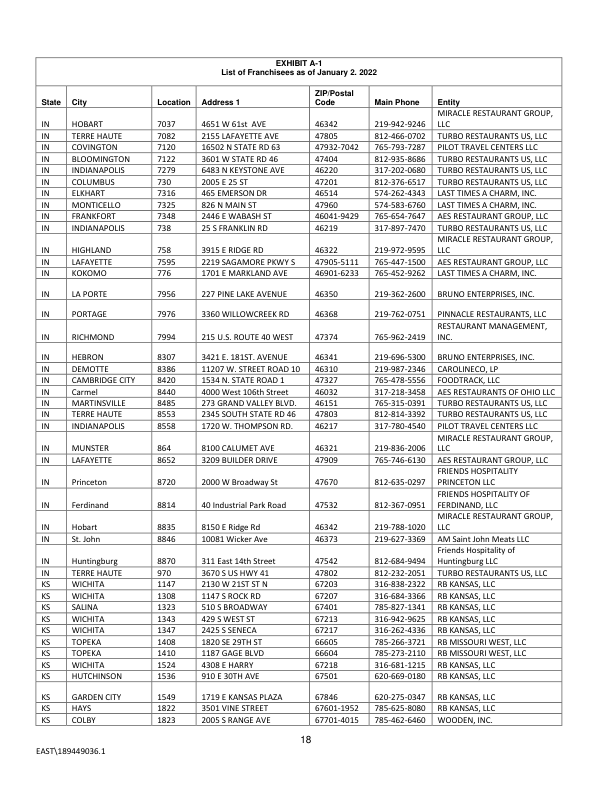 EXHIBIT A-1
List of Franchisees as of January 2. 2022
ZIP/Postal
State City Location Address 1 Code Main Phone Entity
MIRACLE RESTAURANT GROUP,
IN HOBART 7037 4651 W 61st AVE 46342 219-942-9246 LLC
IN TERRE HAUTE 7082 2155 LAFAYETTE AVE 47805 812-466-0702 TURBO RESTAURANTS US, LLC
IN COVINGTON 7120 16502 N STATE RD 63 47932-7042 765-793-7287 PILOT TRAVEL CENTERS LLC
IN BLOOMINGTON 7122 3601 W STATE RD 46 47404 812-935-8686 TURBO RESTAURANTS US, LLC
IN INDIANAPOLIS 7279 6483 N KEYSTONE AVE 46220 317-202-0680 TURBO RESTAURANTS US, LLC
IN COLUMBUS 730 2005 E 25 ST 47201 812-376-6517 TURBO RESTAURANTS US, LLC
IN ELKHART 7316 465 EMERSON DR 46514 574-262-4343 LAST TIMES A CHARM, INC.
IN MONTICELLO 7325 826 N MAIN ST 47960 574-583-6760 LAST TIMES A CHARM, INC.
IN FRANKFORT 7348 2446 E WABASH ST 46041-9429 765-654-7647 AES RESTAURANT GROUP, LLC
IN INDIANAPOLIS 738 25 S FRANKLIN RD 46219 317-897-7470 TURBO RESTAURANTS US, LLC
MIRACLE RESTAURANT GROUP,
IN HIGHLAND 758 3915 E RIDGE RD 46322 219-972-9595 LLC
IN LAFAYETTE 7595 2219 SAGAMORE PKWY S 47905-5111 765-447-1500 AES RESTAURANT GROUP, LLC
IN KOKOMO 776 1701 E MARKLAND AVE 46901-6233 765-452-9262 LAST TIMES A CHARM, INC.
IN LA PORTE 7956 227 PINE LAKE AVENUE 46350 219-362-2600 BRUNO ENTERPRISES, INC.
IN PORTAGE 7976 3360 WILLOWCREEK RD 46368 219-762-0751 PINNACLE RESTAURANTS, LLC
RESTAURANT MANAGEMENT,
IN RICHMOND 7994 215 U.S. ROUTE 40 WEST 47374 765-962-2419 INC.
IN HEBRON 8307 3421 E. 181ST. AVENUE 46341 219-696-5300 BRUNO ENTERPRISES, INC.
IN DEMOTTE 8386 11207 W. STREET ROAD 10 46310 219-987-2346 CAROLINECO, LP
IN CAMBRIDGE CITY 8420 1534 N. STATE ROAD 1 47327 765-478-5556 FOODTRACK, LLC
IN Carmel 8440 4000 West 106th Street 46032 317-218-3458 AES RESTAURANTS OF OHIO LLC
IN MARTINSVILLE 8485 273 GRAND VALLEY BLVD. 46151 765-315-0391 TURBO RESTAURANTS US, LLC
IN TERRE HAUTE 8553 2345 SOUTH STATE RD 46 47803 812-814-3392 TURBO RESTAURANTS US, LLC
IN INDIANAPOLIS 8558 1720 W. THOMPSON RD. 46217 317-780-4540 PILOT TRAVEL CENTERS LLC
MIRACLE RESTAURANT GROUP,
IN MUNSTER 864 8100 CALUMET AVE 46321 219-836-2006 LLC
IN LAFAYETTE 8652 3209 BUILDER DRIVE 47909 765-746-6130 AES RESTAURANT GROUP, LLC
FRIENDS HOSPITALITY
IN Princeton 8720 2000 W Broadway St 47670 812-635-0297 PRINCETON LLC
FRIENDS HOSPITALITY OF
IN Ferdinand 8814 40 Industrial Park Road 47532 812-367-0951 FERDINAND, LLC
MIRACLE RESTAURANT GROUP,
IN Hobart 8835 8150 E Ridge Rd 46342 219-788-1020 LLC
IN St. John 8846 10081 Wicker Ave 46373 219-627-3369 AM Saint John Meats LLC
Friends Hospitality of
IN Huntingburg 8870 311 East 14th Street 47542 812-684-9494 Huntingburg LLC
IN TERRE HAUTE 970 3670 S US HWY 41 47802 812-232-2051 TURBO RESTAURANTS US, LLC
KS WICHITA 1147 2130 W 21ST ST N 67203 316-838-2322 RB KANSAS, LLC
KS WICHITA 1308 1147 S ROCK RD 67207 316-684-3366 RB KANSAS, LLC
KS SALINA 1323 510 S BROADWAY 67401 785-827-1341 RB KANSAS, LLC
KS WICHITA 1343 429 S WEST ST 67213 316-942-9625 RB KANSAS, LLC
KS WICHITA 1347 2425 S SENECA 67217 316-262-4336 RB KANSAS, LLC
KS TOPEKA 1408 1820 SE 29TH ST 66605 785-266-3721 RB MISSOURI WEST, LLC
KS TOPEKA 1410 1187 GAGE BLVD 66604 785-273-2110 RB MISSOURI WEST, LLC
KS WICHITA 1524 4308 E HARRY 67218 316-681-1215 RB KANSAS, LLC
KS HUTCHINSON 1536 910 E 30TH AVE 67501 620-669-0180 RB KANSAS, LLC
KS GARDEN CITY 1549 1719 E KANSAS PLAZA 67846 620-275-0347 RB KANSAS, LLC
KS HAYS 1822 3501 VINE STREET 67601-1952 785-625-8080 RB KANSAS, LLC
KS COLBY 1823 2005 S RANGE AVE 67701-4015 785-462-6460 WOODEN, INC.
18
EAST\189449036.1